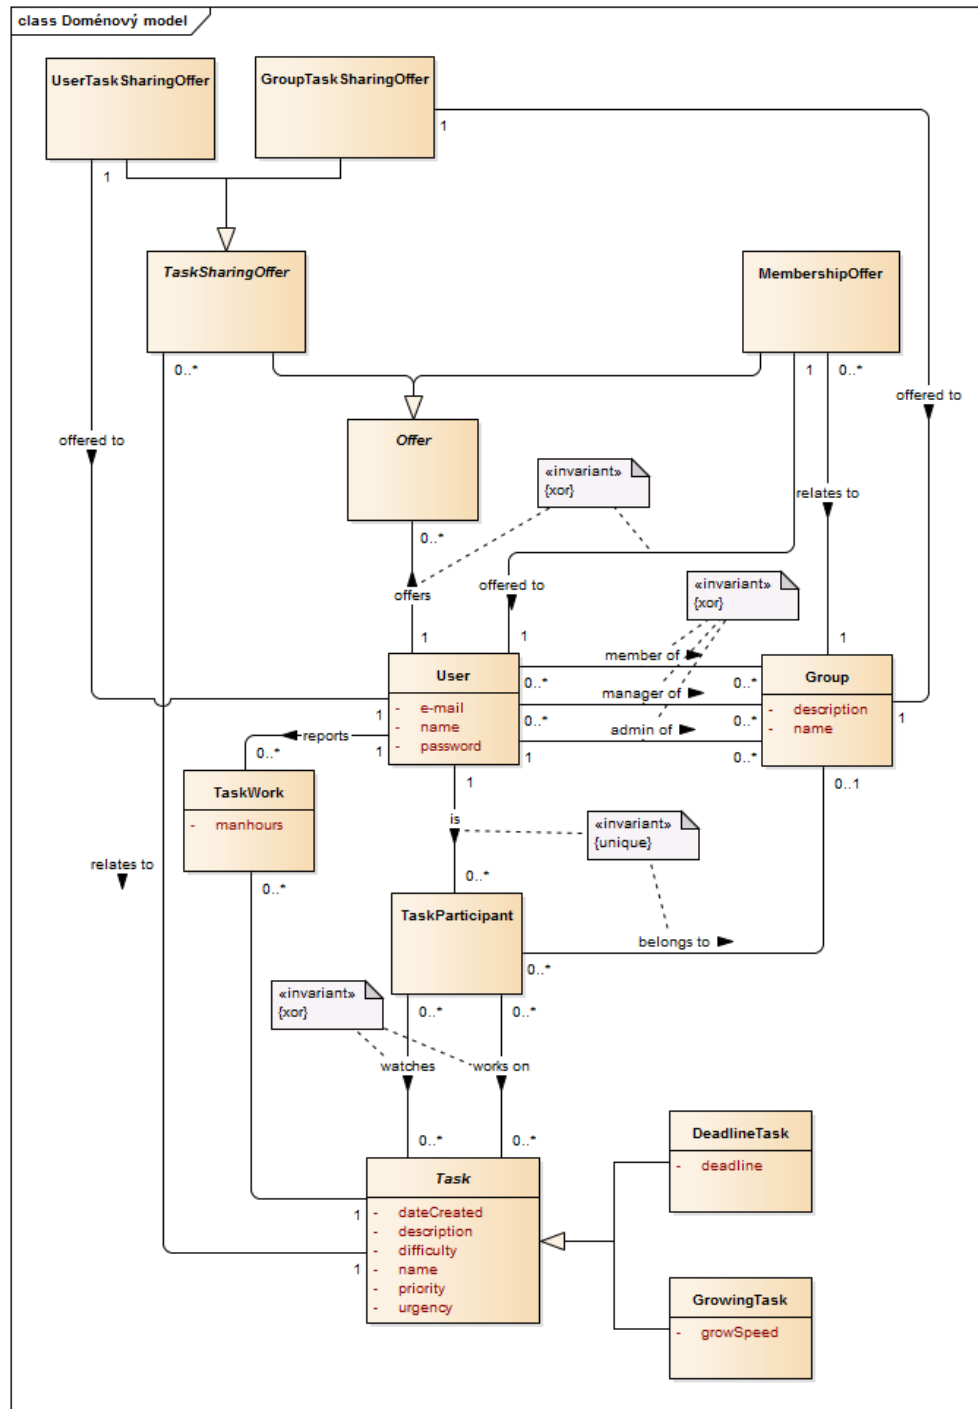 class Doménový model
UserTaskSharingOffer
GroupTaskSharingOffer
1
1
TaskSharingOffer
MembershipOffer
0..*
1
0..*
offered to
offered to
Offer
«invariant»
{xor}
relates to
0..*
«invariant»
{xor}
offers
offered to
1
1
1
member of
User
Group
0..*
0..*
manager of
- e-mail
- name
- password
- description
- name
1
1
0..*
0..*
admin of
reports
0..*
1
1
0..*
TaskWork
- manhours
1
0..1
is
«invariant»
{unique}
relates to
0..*
0..*
TaskParticipant
belongs to
0..*
«invariant»
{xor}
0..*
0..*
watches
works on
0..*
0..*
DeadlineTask
- deadline
Task
- dateCreated
- description
- difficulty
- name
- priority
- urgency
1
1
GrowingTask
- growSpeed